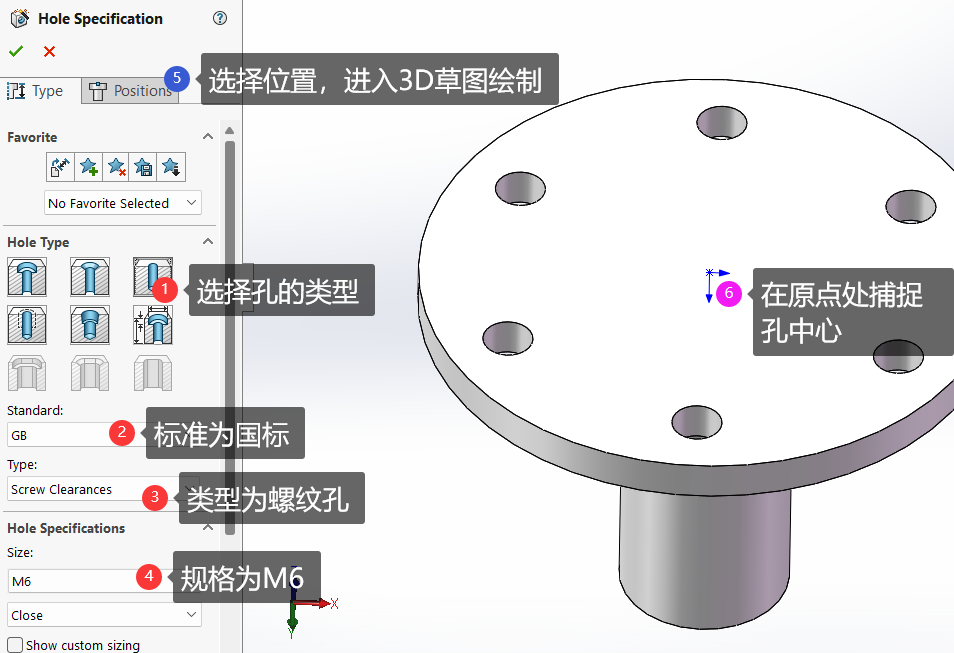 Hole Specification
?
5
选择位置，进入3D草图绘制
Type
Positions
Favorite
No Favorite Selected
Hole Type
1
选择孔的类型
6
在原点处捕捉
孔中心
Standard:
GB
2
标准为国标
Type:
Screw Clearances
3
类型为螺纹孔
Hole Specifications
Size:
M6
4
规格为M6
X
Close
Show custom sizing